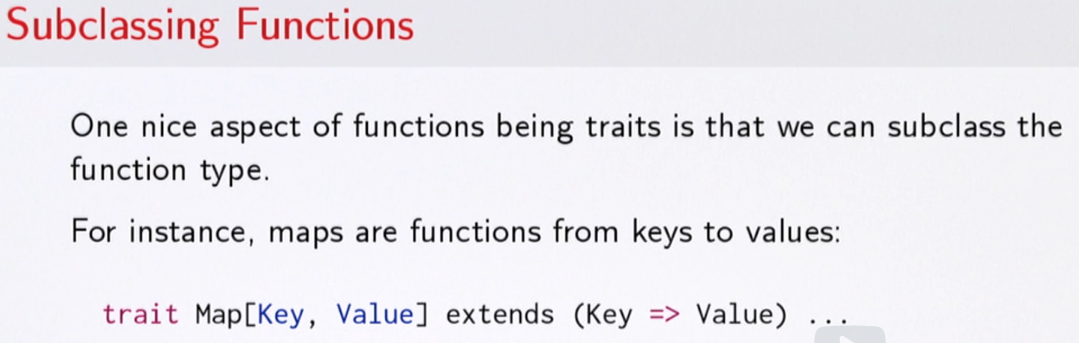 Subclassing Functions
One nice aspect of functions being traits is that we can subclass the
function type.
For instance, maps are functions from keys to values:
trait Map[Key, Value] extends (Key => Value) ...